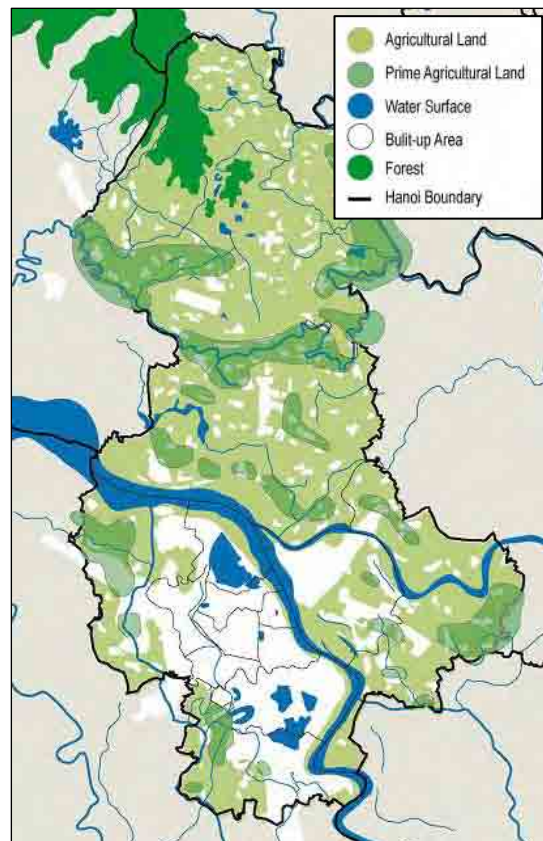 Agricultural Land
Prime Agricultural Land
Water Surface
Bulit-up Area
Forest
Hanoi Boundary